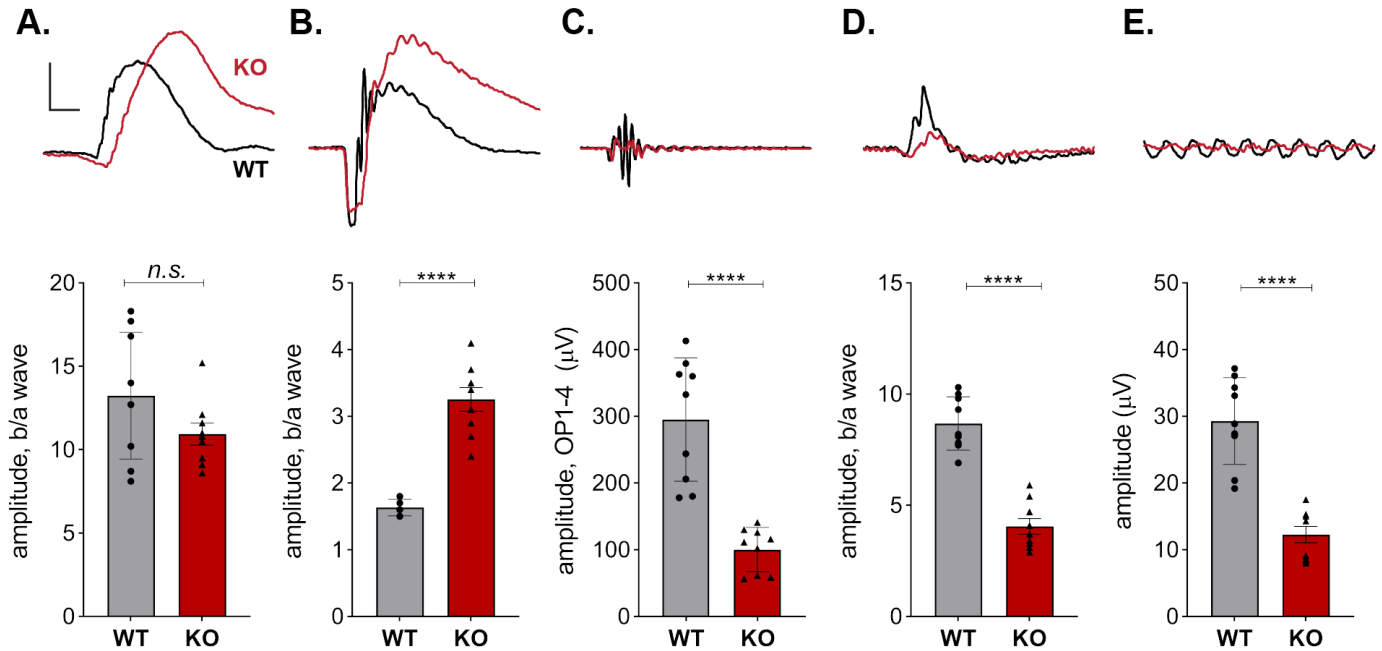 A.
B.
C.
D.
E.
KO
WT
n.s.
****
****
****
****
amplitude, b/a wave
20
15
10
5
0
WT
KO
amplitude, b/a wave
5
4
3
2
1
0
WT
KO
amplitude, OP1-4 (μV)
500
400
300
200
100
0
WT
KO
amplitude, b/a wave
15
10
5
0
WT
KO
amplitude (μV)
50
40
30
20
10
0
WT
KO